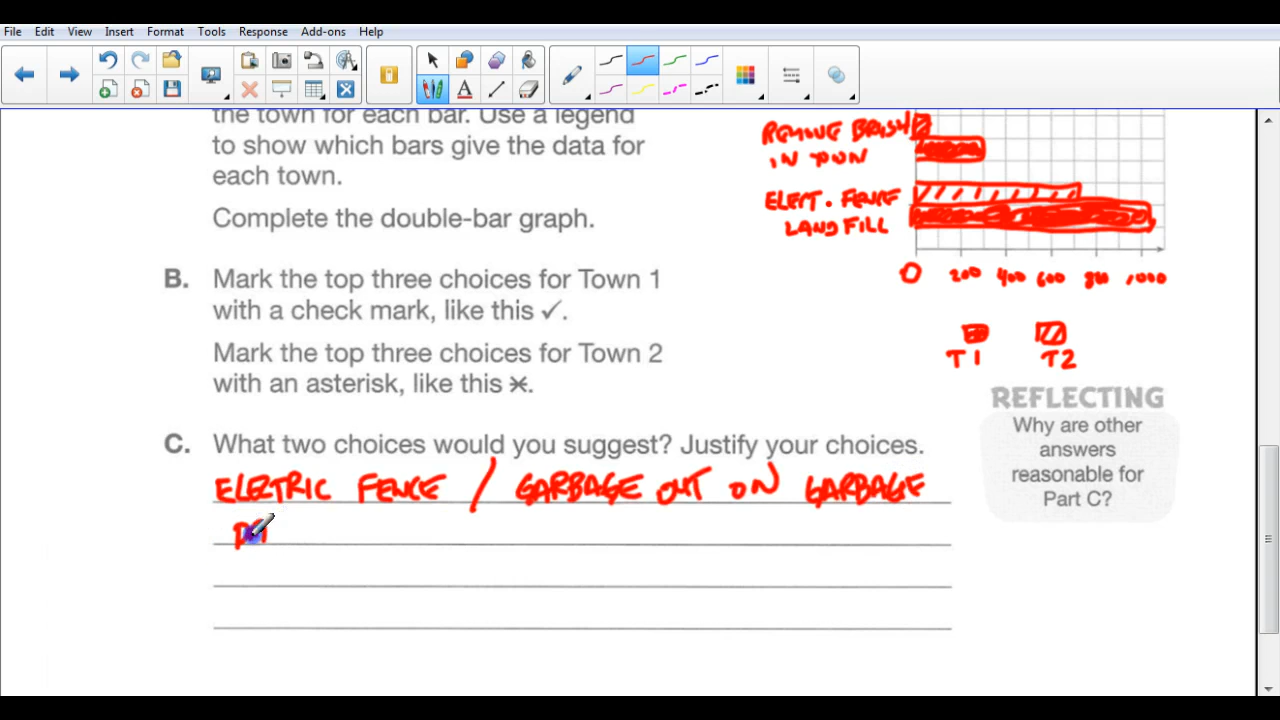 File Edit View Insert Format Tools Respond Add-ons Help
the town for each bar. Use a legend
to show which bars give the data for
each town.
Complete the double-bar graph.
REMOVE BRUSH
IN TOWN
ELECT. FENCE
LANDFILL
0 200 400 600 800 1000
T1 T2
B. Mark the top three choices for Town 1
with a check mark, like this ✓.
Mark the top three choices for Town 2
with an asterisk, like this ✶.
REFLECTING
Why are other
answers
reasonable for
Part C?
C. What two choices would you suggest? Justify your choices.
ELECTRIC FENCE / GARBAGE OUT ON GARBAGE